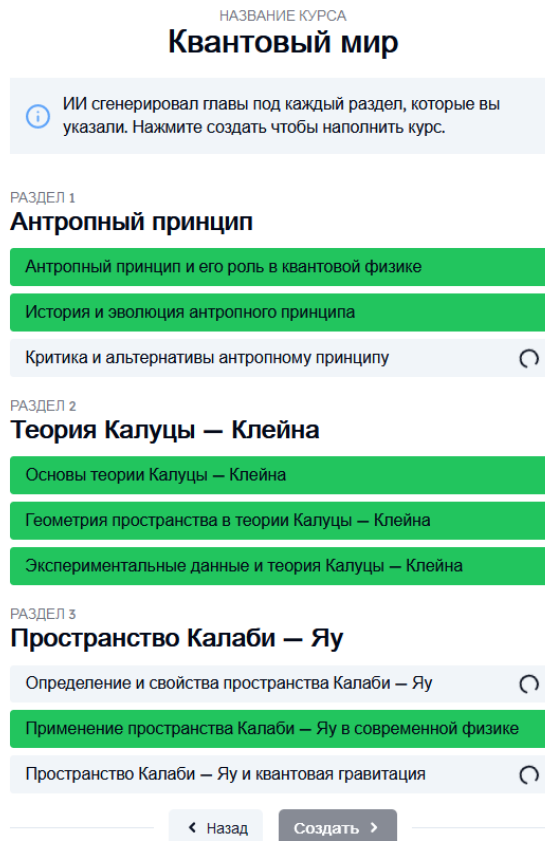 НАЗВАНИЕ КУРСА
Квантовый мир
ИИ сгенерировал главы под каждый раздел, которые вы
указали. Нажмите создать чтобы наполнить курс.
РАЗДЕЛ 1
Антропный принцип
Антропный принцип и его роль в квантовой физике
История и эволюция антропного принципа
Критика и альтернативы антропному принципу
РАЗДЕЛ 2
Теория Калуцы — Клейна
Основы теории Калуцы — Клейна
Геометрия пространства в теории Калуцы — Клейна
Экспериментальные данные и теория Калуцы — Клейна
РАЗДЕЛ 3
Пространство Калаби — Яу
Определение и свойства пространства Калаби — Яу
Применение пространства Калаби — Яу в современной физике
Пространство Калаби — Яу и квантовая гравитация
Назад
Создать